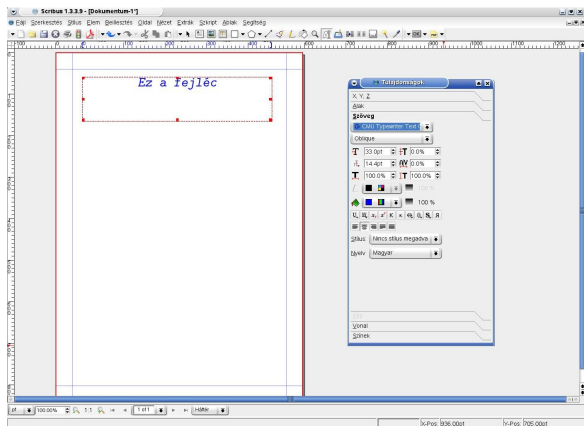 Scribus 1.3.3.9 - [Dokumentum-1*]
Fájl Szerkesztés Stílus Elem Beillesztés Oldal Nézet Extrák Szkript Ablak Segítség
Ez a fejléc
Tulajdonságok
X, Y, Z
Alak
Szöveg
CMU Typewriter Text
Oblique
33.0pt 0.0%
14.4pt 0.0%
100.0% 100.0%
100 %
100 %
Stílus: Nincs stílus megadva
Nyelv: Magyar
Vonal
Színek
pt 100.00% 1:1 1 of 1 Háttér
X-Pos: 936.00pt Y-Pos: 705.00pt